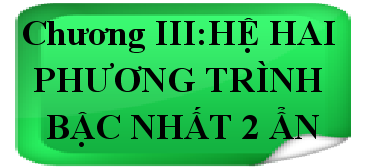 Chương III:HỆ HAI
PHƯƠNG TRÌNH
BẬC NHẤT 2 ẨN